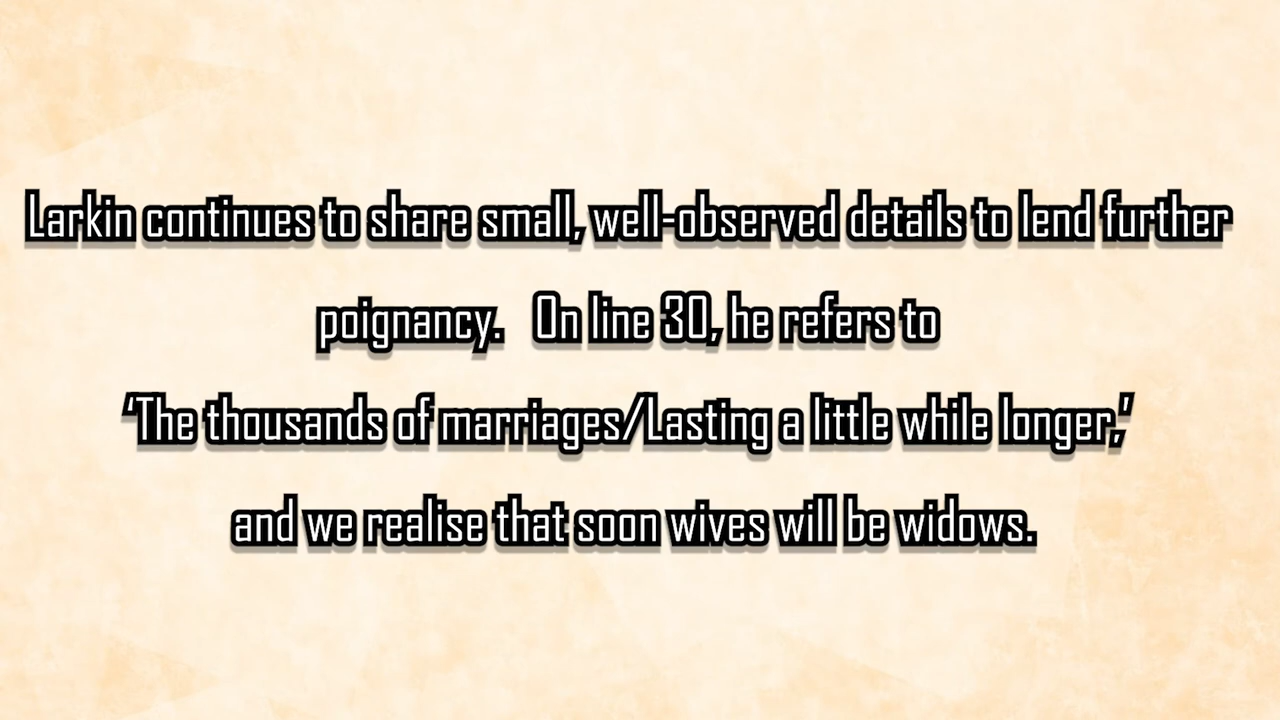 Larkin continues to share small, well-observed details to lend further
poignancy.   On line 30, he refers to
‘The thousands of marriages/Lasting a little while longer,’
and we realise that soon wives will be widows.